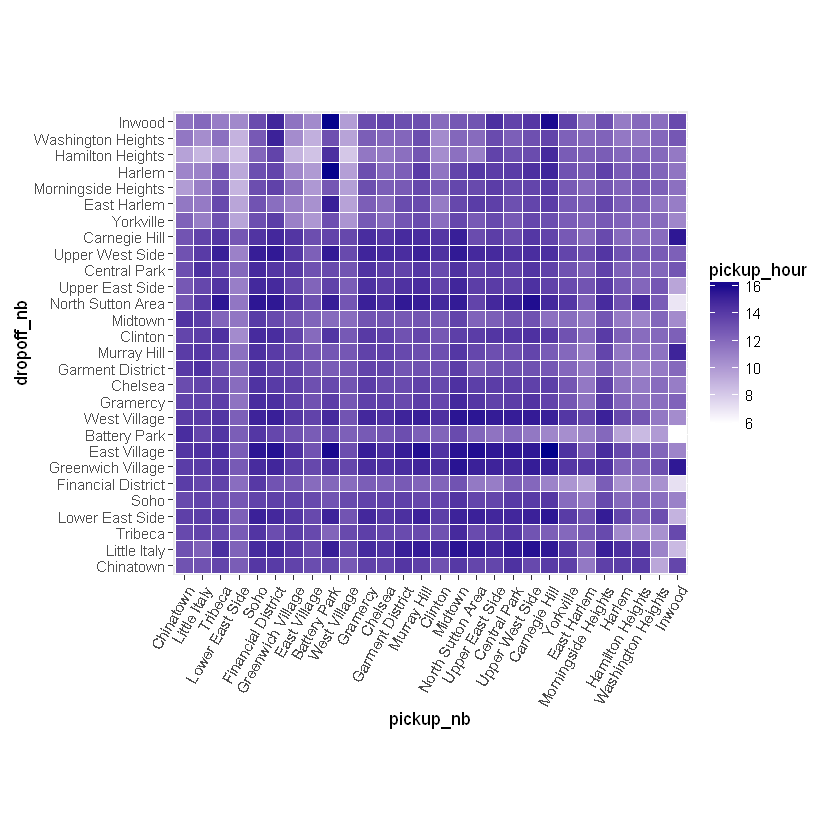 Inwood
Washington Heights
Hamilton Heights
Harlem
Morningside Heights
East Harlem
Yorkville
Carnegie Hill
Upper West Side
Central Park
Upper East Side
North Sutton Area
Midtown
Clinton
Murray Hill
Garment District
Chelsea
Gramercy
West Village
Battery Park
East Village
Greenwich Village
Financial District
Soho
Lower East Side
Tribeca
Little Italy
Chinatown
dropoff_nb
Chinatown
Little Italy
Tribeca
Lower East Side
Soho
Financial District
Greenwich Village
East Village
Battery Park
West Village
Gramercy
Chelsea
Garment District
Murray Hill
Clinton
Midtown
North Sutton Area
Upper East Side
Central Park
Upper West Side
Carnegie Hill
Yorkville
East Harlem
Morningside Heights
Harlem
Hamilton Heights
Washington Heights
Inwood
pickup_nb
pickup_hour
16
14
12
10
8
6